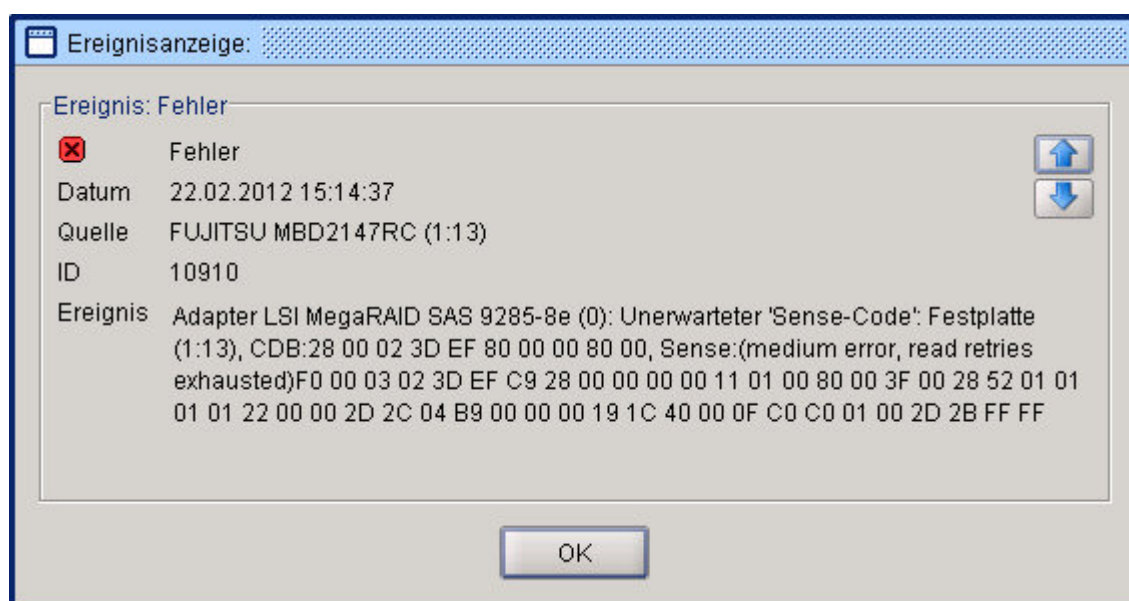 Ereignisanzeige:
Ereignis: Fehler
Fehler
Datum 22.02.2012 15:14:37
Quelle FUJITSU MBD2147RC (1:13)
ID 10910
Ereignis Adapter LSI MegaRAID SAS 9285-8e (0): Unerwarteter 'Sense-Code': Festplatte
(1:13), CDB:28 00 02 3D EF 80 00 00 80 00, Sense:(medium error, read retries
exhausted)F0 00 03 02 3D EF C9 28 00 00 00 00 11 01 00 80 00 3F 00 28 52 01 01
01 01 22 00 00 2D 2C 04 B9 00 00 00 19 1C 40 00 0F C0 C0 01 00 2D 2B FF FF
OK